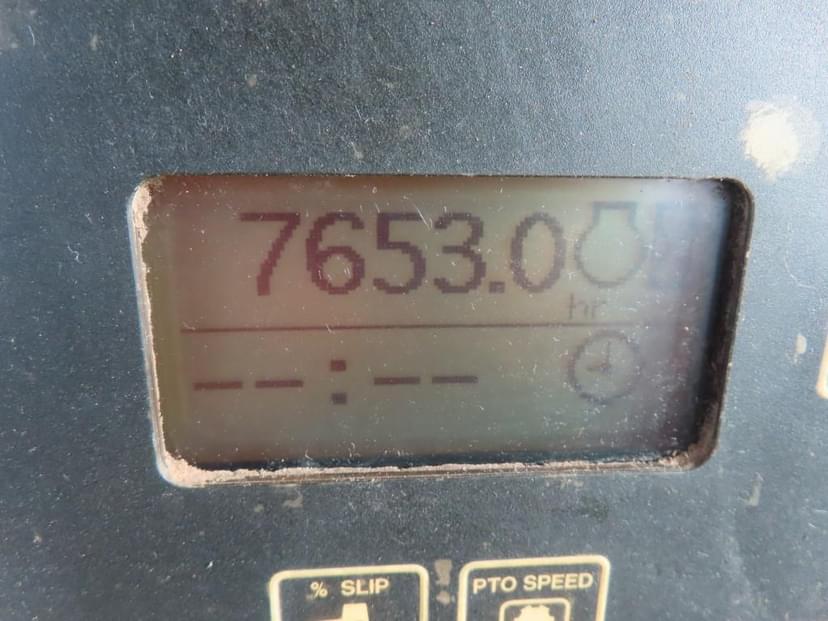 7653.0
hr
--:--
% SLIP
PTO SPEED